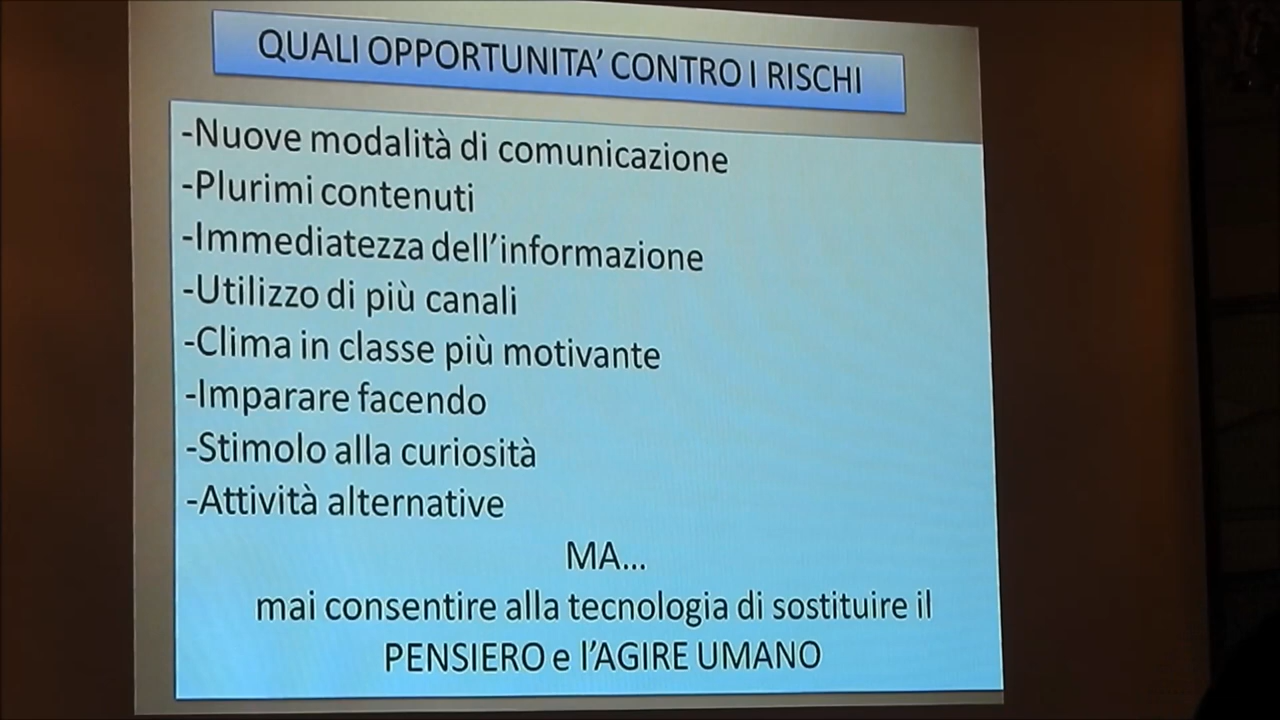 QUALI OPPORTUNITA' CONTRO I RISCHI
-Nuove modalità di comunicazione
-Plurimi contenuti
-Immediatezza dell'informazione
-Utilizzo di più canali
-Clima in classe più motivante
-Imparare facendo
-Stimolo alla curiosità
-Attività alternative
MA...
mai consentire alla tecnologia di sostituire il
PENSIERO e l'AGIRE UMANO